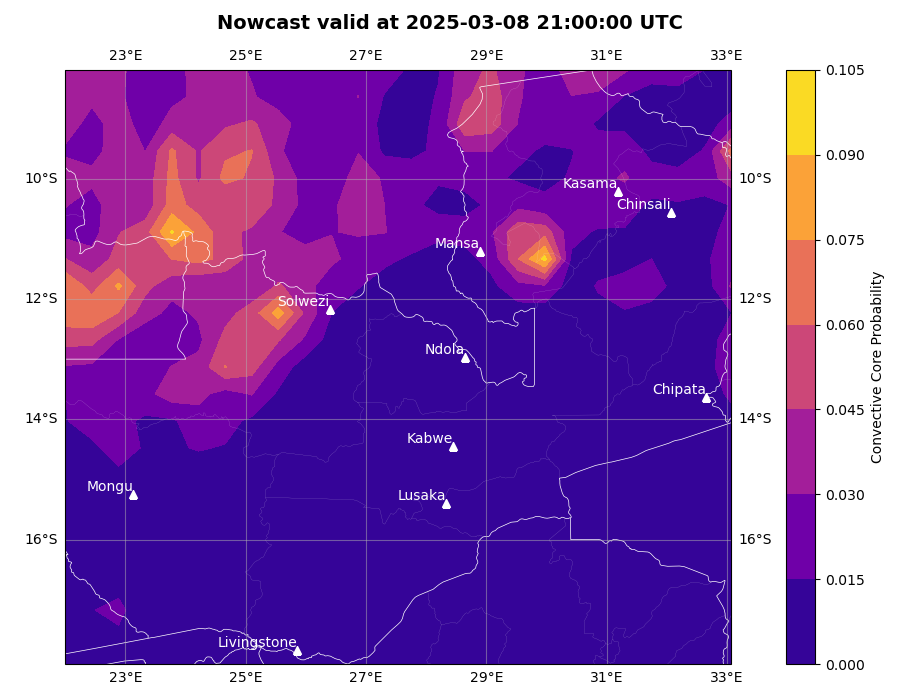 Nowcast valid at 2025-03-08 21:00:00 UTC
23°E 25°E 27°E 29°E 31°E 33°E
0.105
0.090
10°S Kasama 10°S
Chinsali
0.075
Mansa
12°S Solwezi 12°S
0.060
Ndola
Chipata
0.045
14°S 14°S
Kabwe
Mongu Lusaka
0.030
16°S 16°S
0.015
Livingstone
0.000
23°E 25°E 27°E 29°E 31°E 33°E
Convective Core Probability